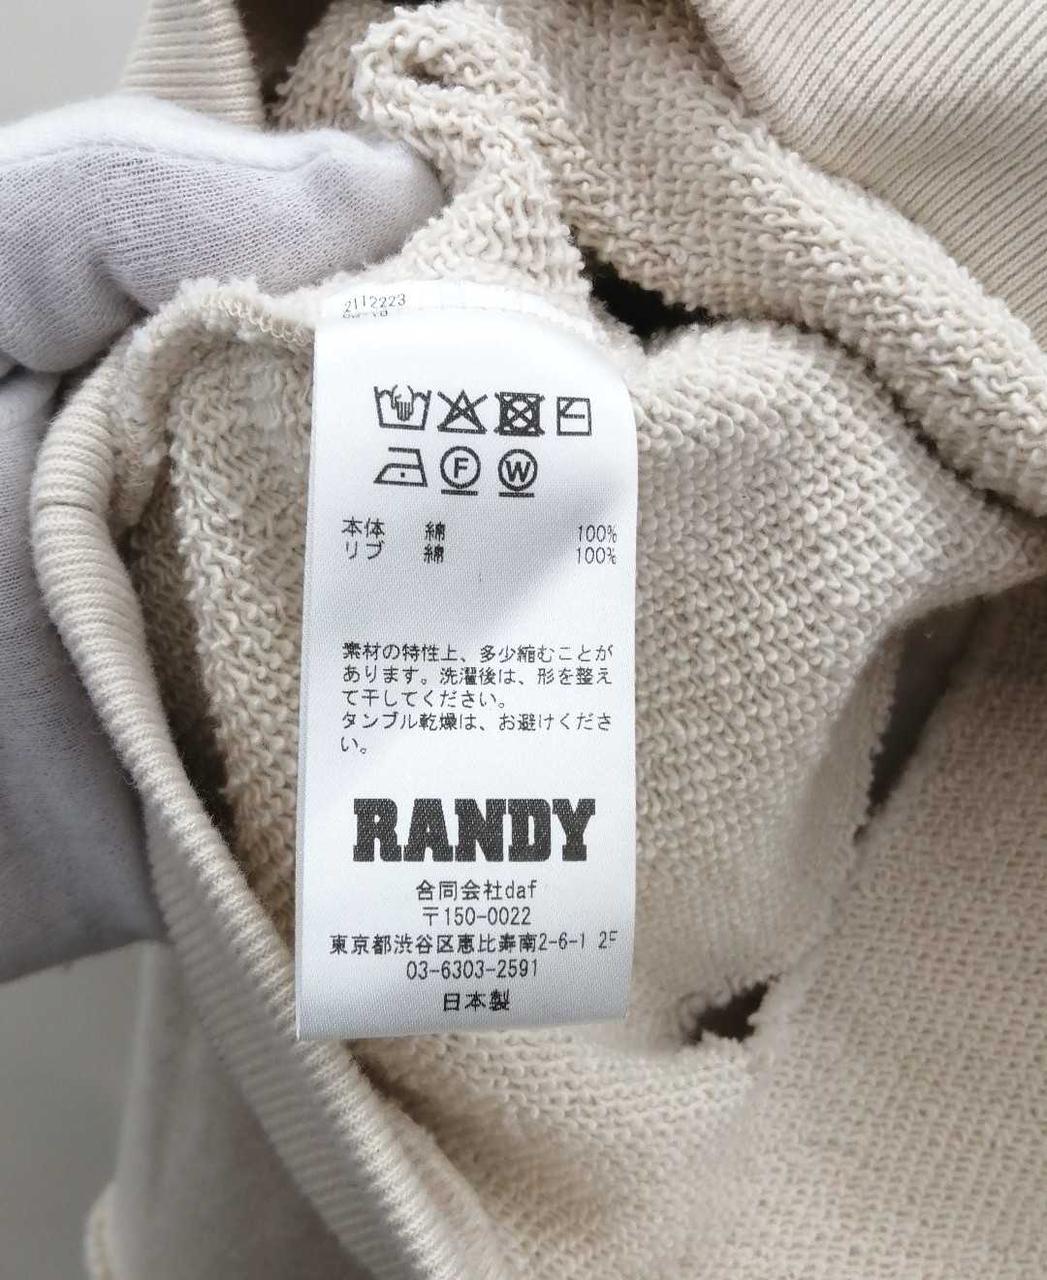 2112223
F
W
本体 綿 100%
リブ 綿 100%
素材の特性上、多少縮むことが
あります。洗濯後は、形を整え
て干してください。
タンブル乾燥は、お避けくださ
い。
RANDY
合同会社daf
〒150-0022
東京都渋谷区恵比寿南2-6-1 2F
03-6303-2591
日本製